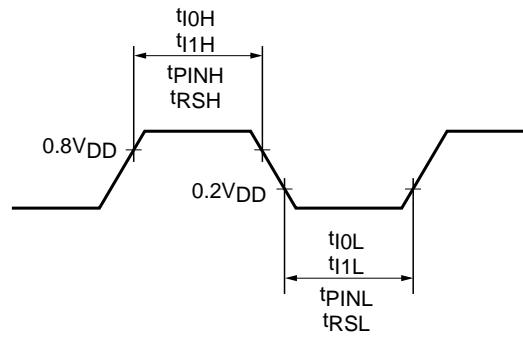 tI0H
tI1H
tPINH
tRSH
0.8VDD
0.2VDD
tI0L
tI1L
tPINL
tRSL